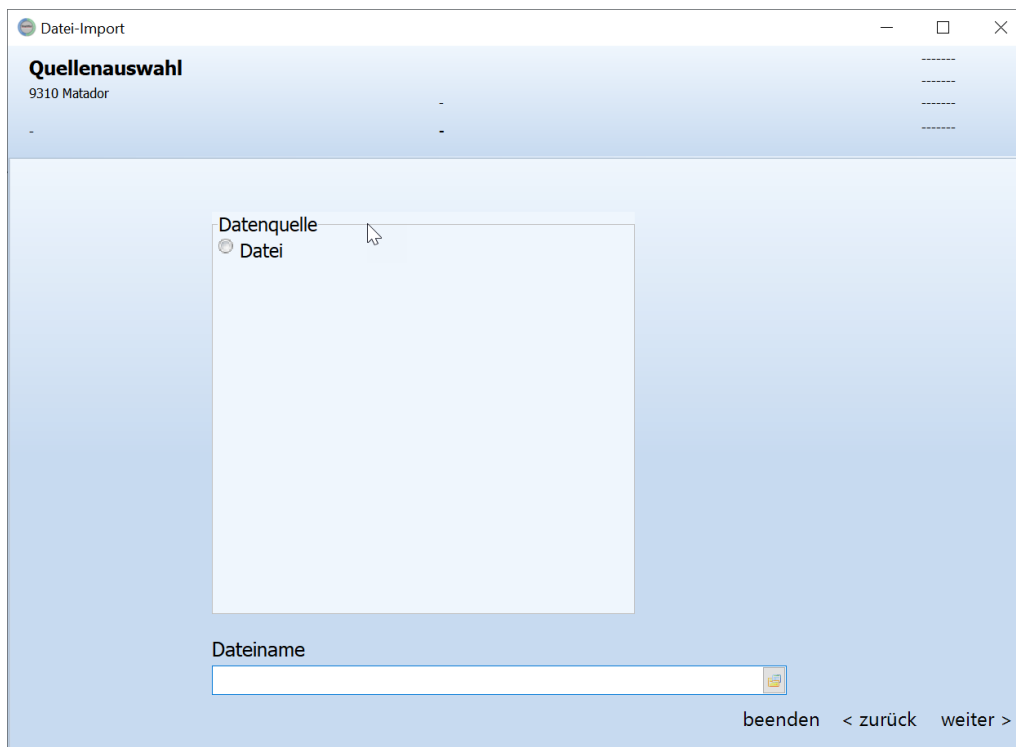 Datei-Import
Quellenauswahl
-------
9310 Matador
-------
- -------
- - -------
Datenquelle
Datei
Dateiname
beenden < zurück weiter >